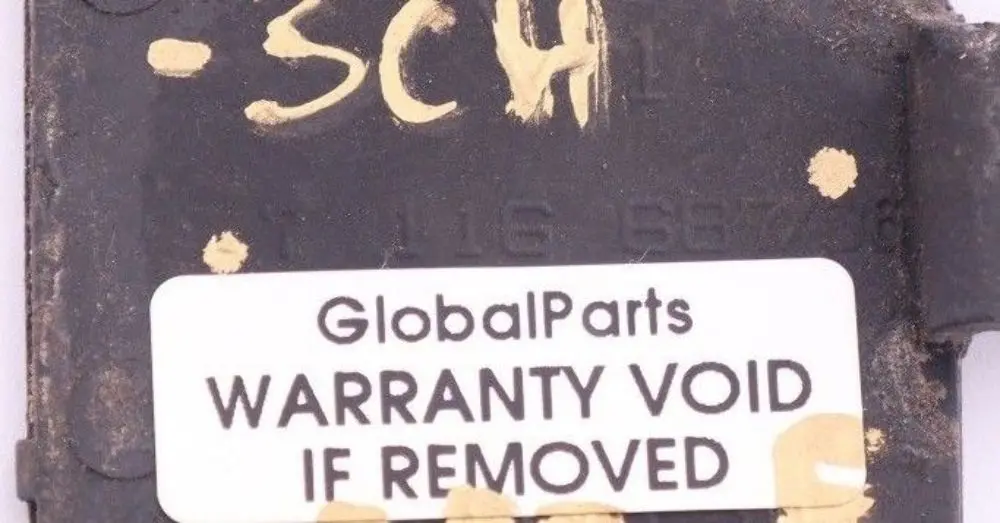 -SCH
GlobalParts
WARRANTY VOID
IF REMOVED